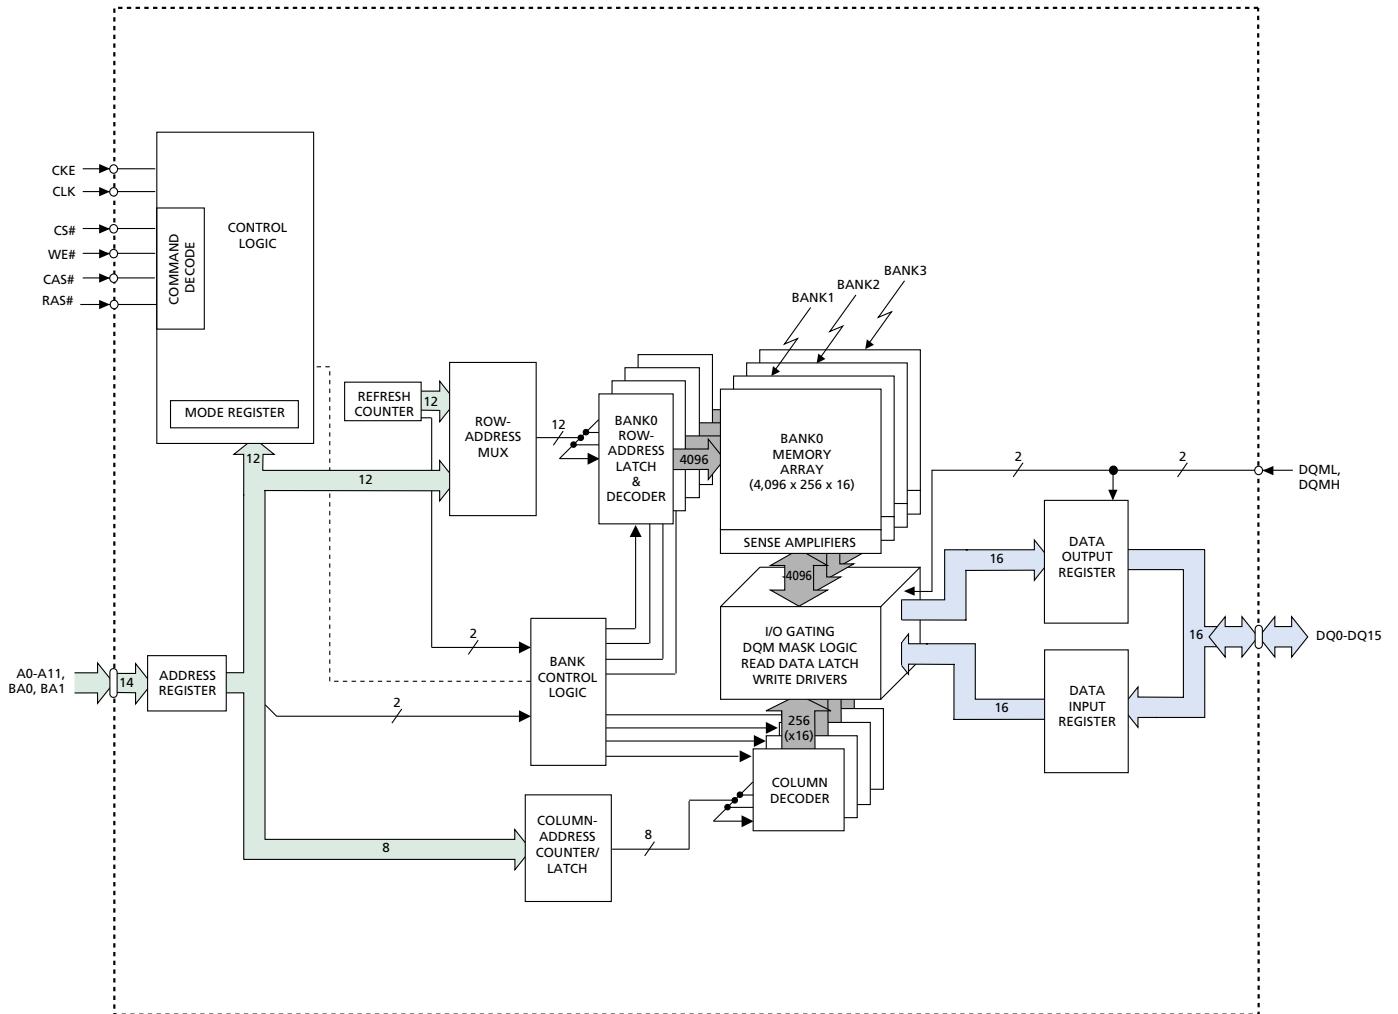 CKE
CLK
CS#
WE#
CAS#
RAS#
COMMAND
DECODE
CONTROL
LOGIC
MODE REGISTER
12
12
REFRESH
COUNTER
12
ROW-
ADDRESS
MUX
12
BANK0
ROW-
ADDRESS
LATCH
&
DECODER
4096
BANK1
BANK2
BANK3
BANK0
MEMORY
ARRAY
(4,096 x 256 x 16)
SENSE AMPLIFIERS
4096
I/O GATING
DQM MASK LOGIC
READ DATA LATCH
WRITE DRIVERS
2
2
DQML,
DQMH
16
DATA
OUTPUT
REGISTER
16
DQ0-DQ15
16
DATA
INPUT
REGISTER
A0-A11,
BA0, BA1
14
ADDRESS
REGISTER
2
2
BANK
CONTROL
LOGIC
256
(x16)
COLUMN
DECODER
8
COLUMN-
ADDRESS
COUNTER/
LATCH
8